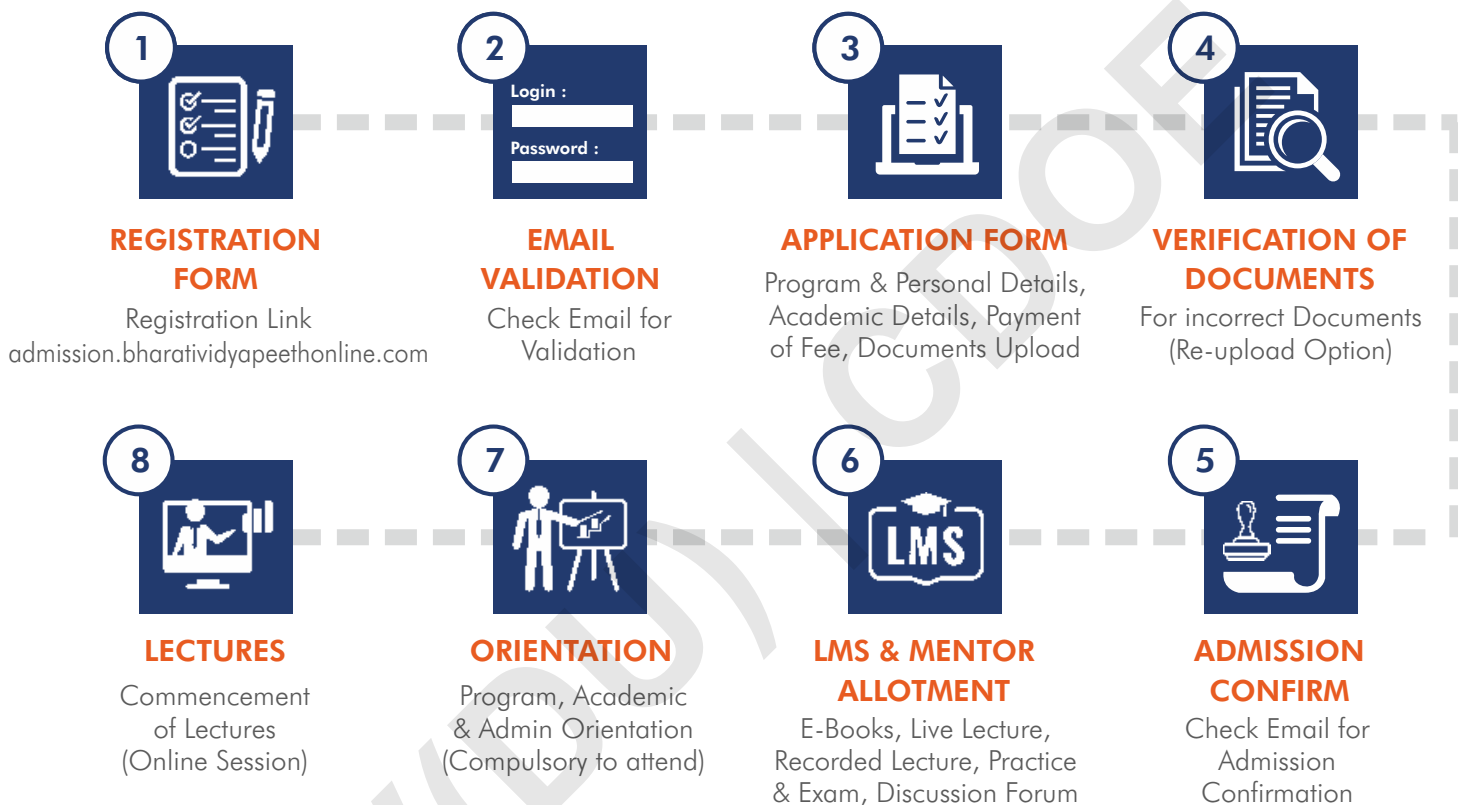 1
REGISTRATION
FORM
Registration Link
admission.bharatividyapeethonline.com
2
Login :
Password :
EMAIL
VALIDATION
Check Email for
Validation
3
APPLICATION FORM
Program & Personal Details,
Academic Details, Payment
of Fee, Documents Upload
4
VERIFICATION OF
DOCUMENTS
For incorrect Documents
(Re-upload Option)
5
ADMISSION
CONFIRM
Check Email for
Admission
Confirmation
6
LMS
LMS & MENTOR
ALLOTMENT
E-Books, Live Lecture,
Recorded Lecture, Practice
& Exam, Discussion Forum
7
ORIENTATION
Program, Academic
& Admin Orientation
(Compulsory to attend)
8
LECTURES
Commencement
of Lectures
(Online Session)
(DU) | CDOE